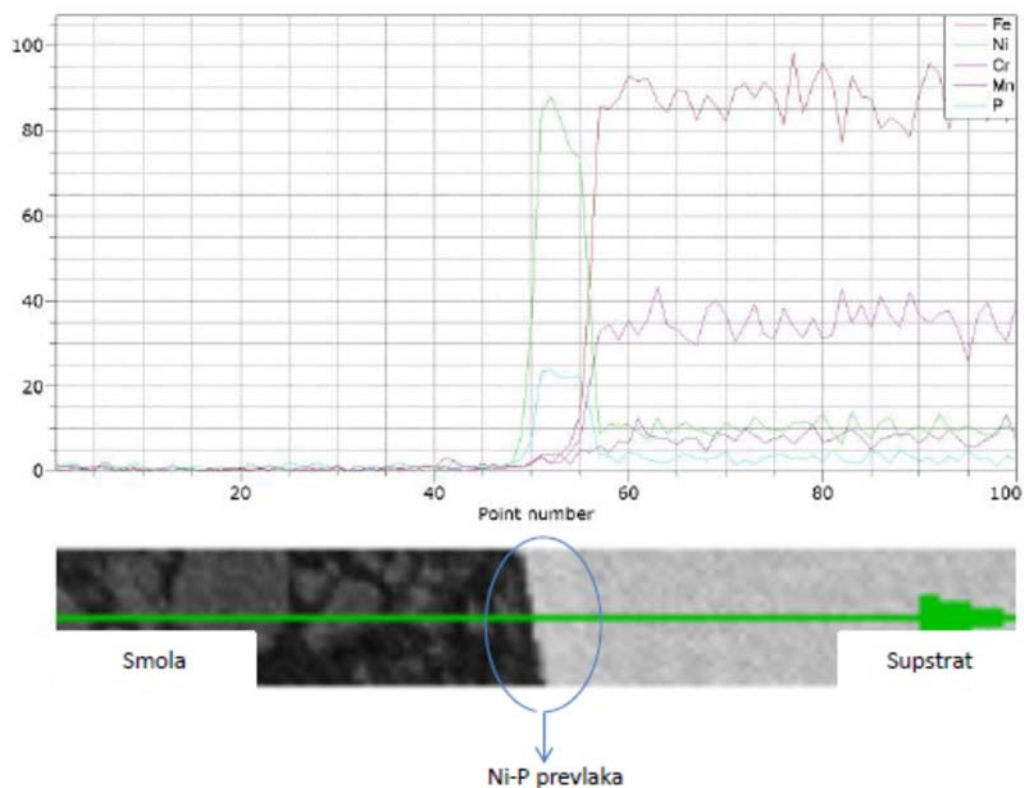 100
80
60
40
20
0
20
40
60
80
100
Point number
Fe
Ni
Cr
Mn
P
Smola
Supstrat
Ni-P prevlaka